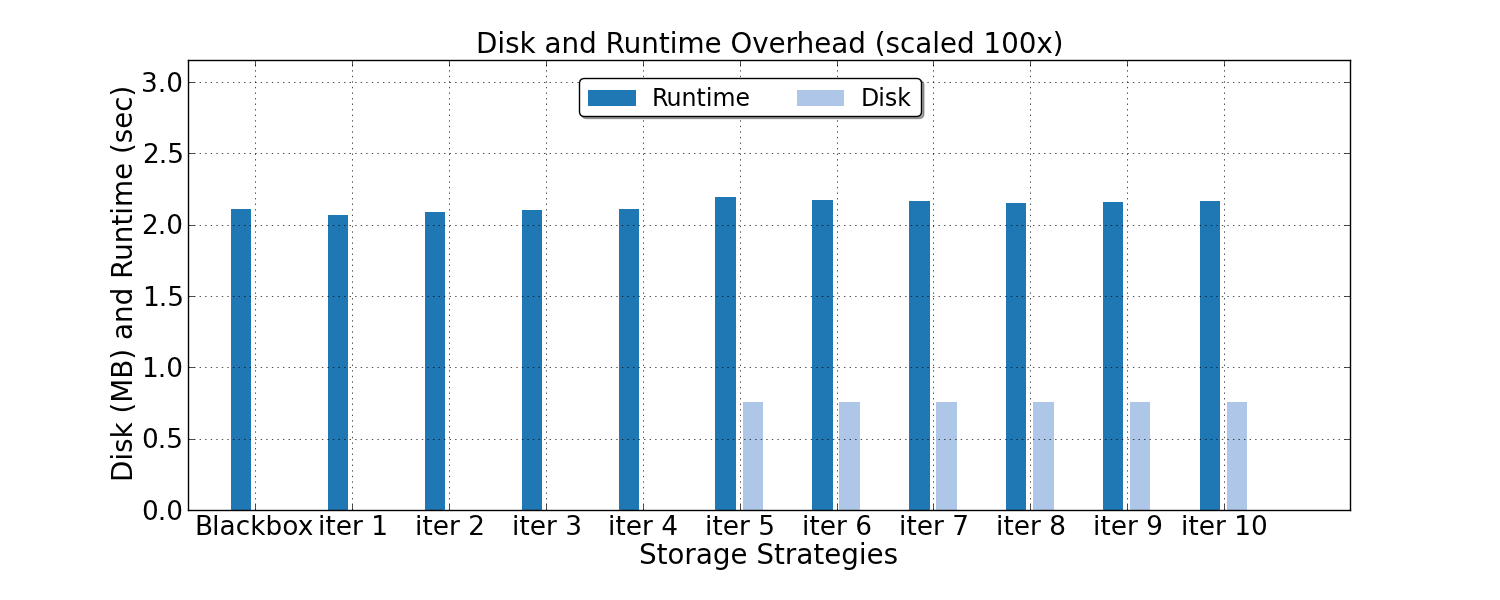 Disk and Runtime Overhead (scaled 100x)
Runtime Disk
Disk (MB) and Runtime (sec)
3.0
2.5
2.0
1.5
1.0
0.5
0.0
Blackbox iter 1 iter 2 iter 3 iter 4 iter 5 iter 6 iter 7 iter 8 iter 9 iter 10
Storage Strategies